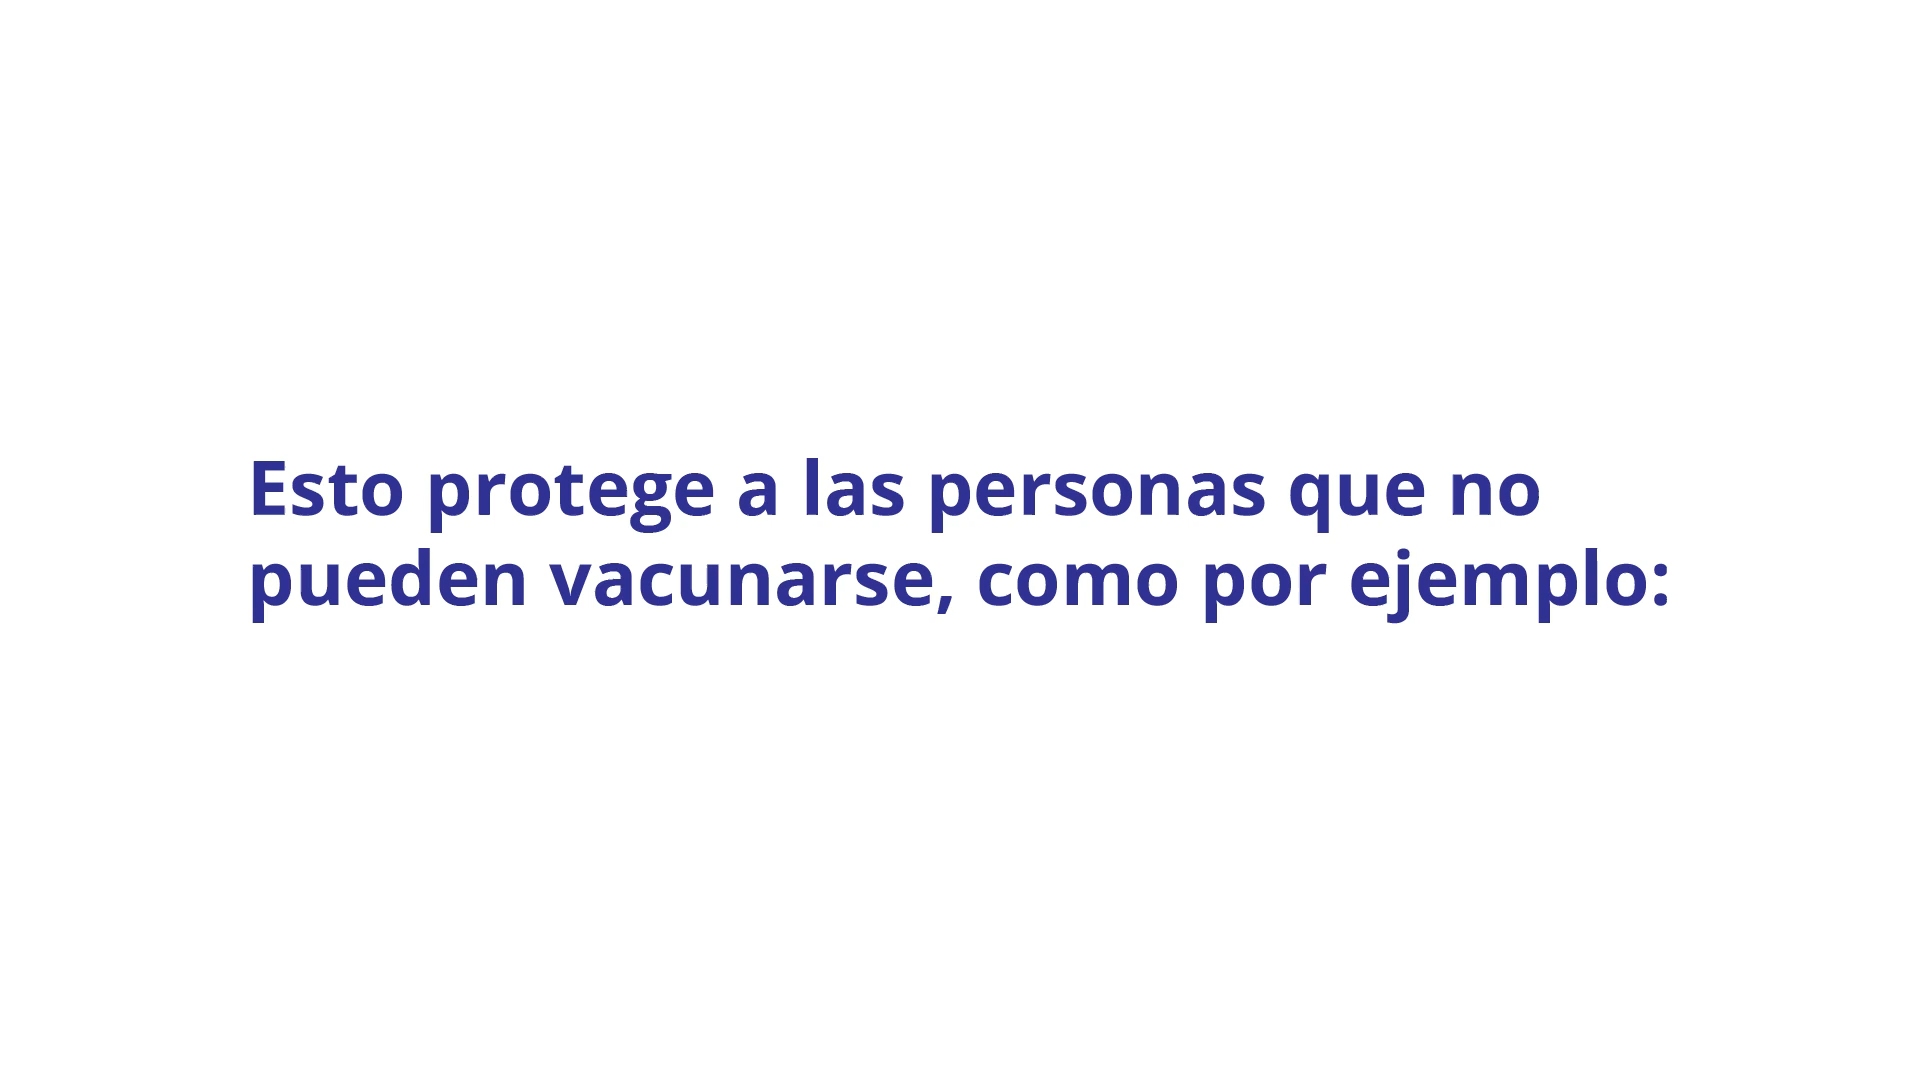 Esto protege a las personas que no
pueden vacunarse, como por ejemplo: